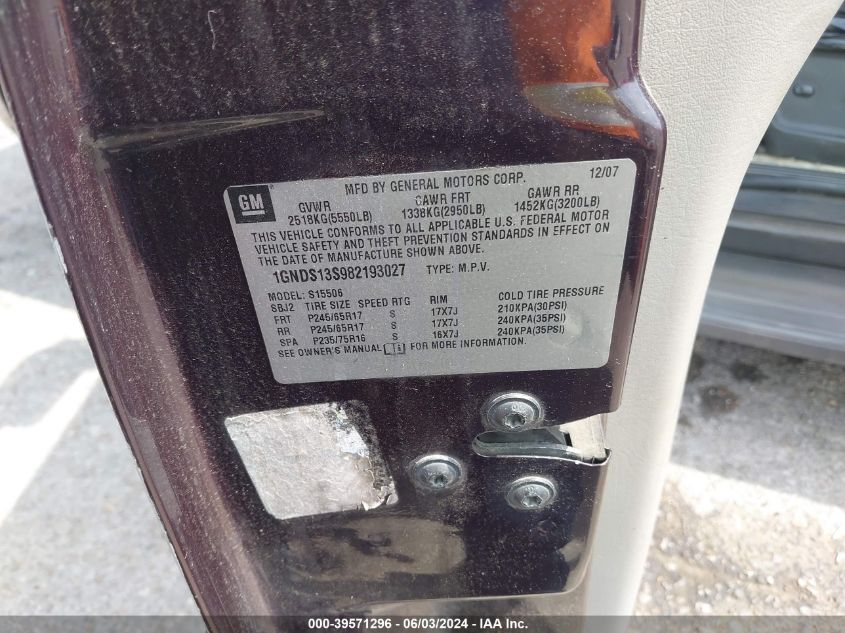 MFD BY GENERAL MOTORS CORP. 12/07
GM
GVWR GAWR FRT GAWR RR
2518KG(5550LB) 1338KG(2950LB) 1452KG(3200LB)
THIS VEHICLE CONFORMS TO ALL APPLICABLE U.S. FEDERAL MOTOR
VEHICLE SAFETY AND THEFT PREVENTION STANDARDS IN EFFECT ON
THE DATE OF MANUFACTURE SHOWN ABOVE.
1GNDS13S982193027 TYPE: M.P.V.
MODEL: S15506
SBJ2 TIRE SIZE SPEED RTG RIM COLD TIRE PRESSURE
FRT P245/65R17 S 17X7J 210KPA(30PSI)
RR P245/65R17 S 17X7J 240KPA(35PSI)
SPA P235/75R16 S 16X7J 240KPA(35PSI)
SEE OWNER'S MANUAL FOR MORE INFORMATION.
000-39571296 - 06/03/2024 - IAA Inc.